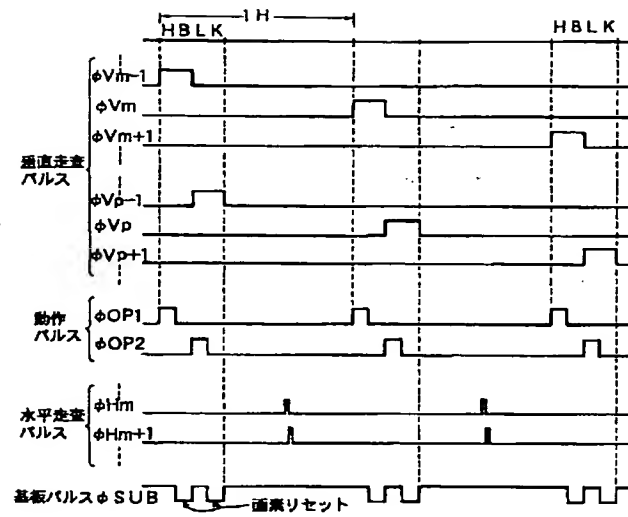 1H
HBLK
HBLK
φVm-1
φVm
φVm+1
垂直走査
パルス
φVp-1
φVp
φVp+1
動作
パルス
φOP1
φOP2
水平走査
パルス
φHm
φHm+1
基板パルスφSUB
画素リセット